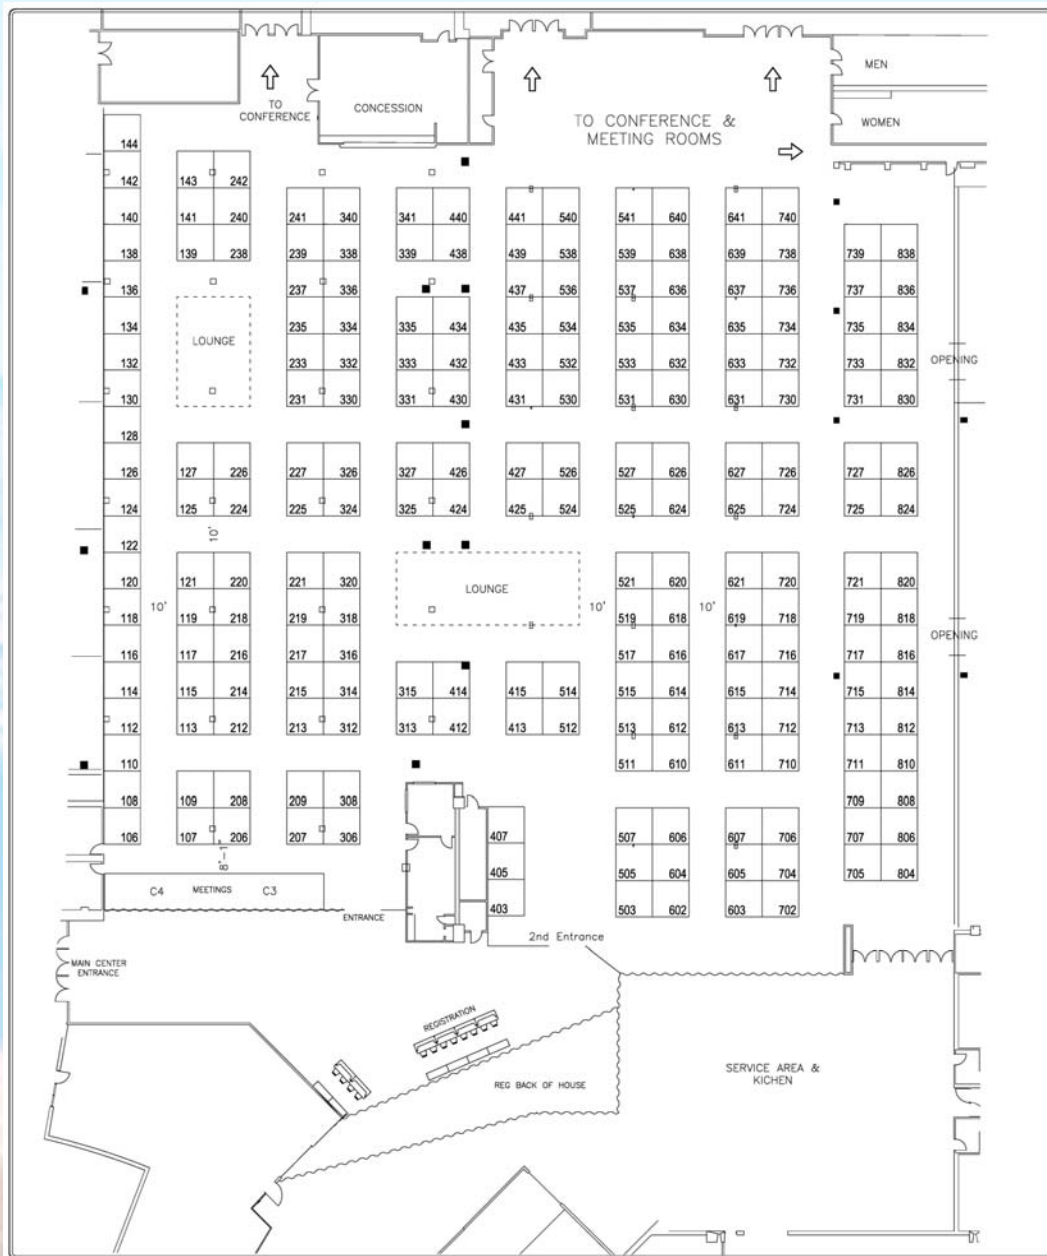 MEN
TO
CONFERENCE
CONCESSION
TO CONFERENCE &
MEETING ROOMS
WOMEN
144
142 143 242
140 141 240 241 340 341 440 441 540 541 640 641 740
138 139 238 239 338 339 438 439 538 539 638 639 738 739 838
136 237 336 437 536 537 636 637 736 737 836
134 235 334 335 434 435 534 535 634 635 734 735 834
LOUNGE
132 233 332 333 432 433 532 533 632 633 732 733 832
OPENING
130 231 330 331 430 431 530 531 630 631 730 731 830
128
126 127 226 227 326 327 426 427 526 527 626 627 726 727 826
124 125 224 225 324 325 424 425 524 525 624 625 724 725 824
10'
122
120 121 220 221 320 521 620 621 720 721 820
LOUNGE
10' 10' 10'
118 119 218 219 318 519 618 619 718 719 818
OPENING
116 117 216 217 316 517 616 617 716 717 816
114 115 214 215 314 315 414 415 514 515 614 615 714 715 814
112 113 212 213 312 313 412 413 512 513 612 613 712 713 812
110 511 610 611 710 711 810
108 109 208 209 308 709 808
106 107 206 207 306 407 507 606 607 706 707 806
8'-1"
405 505 604 605 704 705 804
C4 MEETINGS C3
403 503 602 603 702
ENTRANCE
2nd Entrance
MAIN CENTER
ENTRANCE
REGISTRATION
REG BACK OF HOUSE
SERVICE AREA &
KICHEN